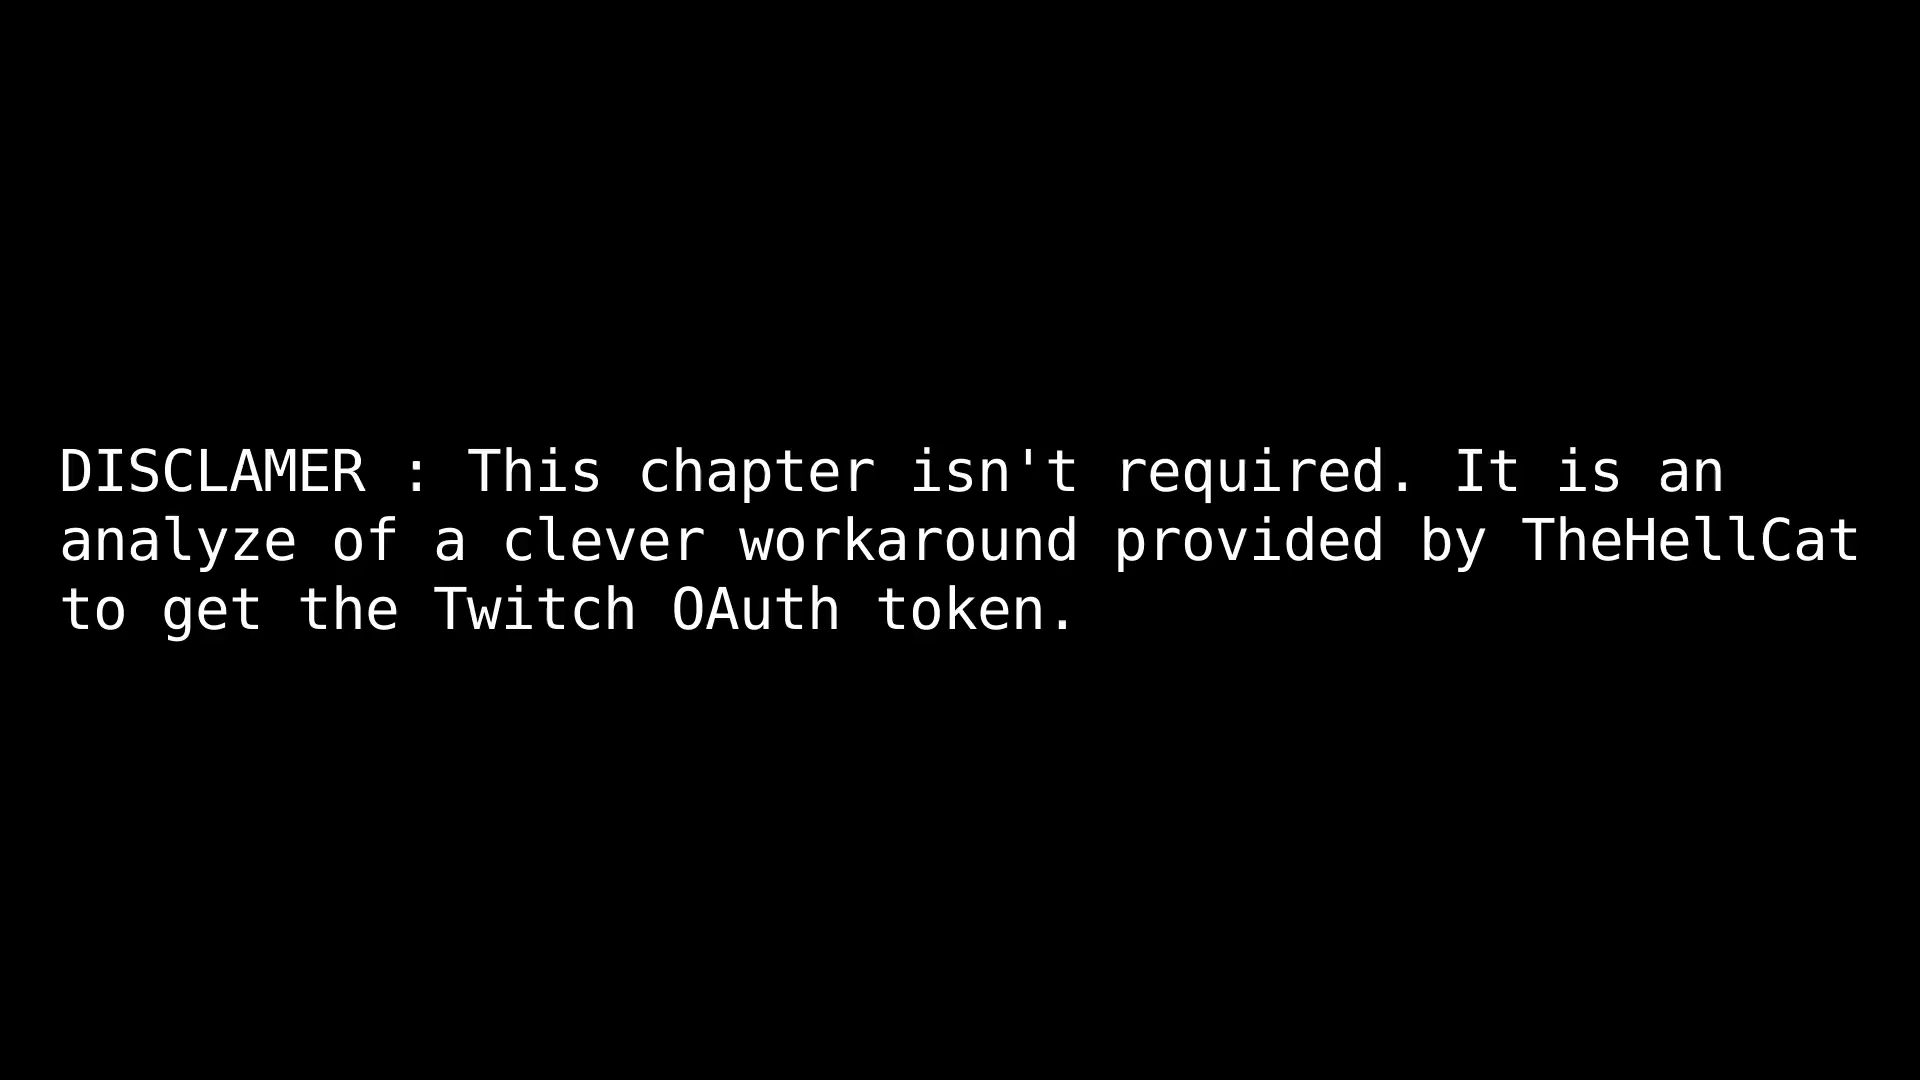 DISCLAMER : This chapter isn't required. It is an
analyze of a clever workaround provided by TheHellCat
to get the Twitch OAuth token.